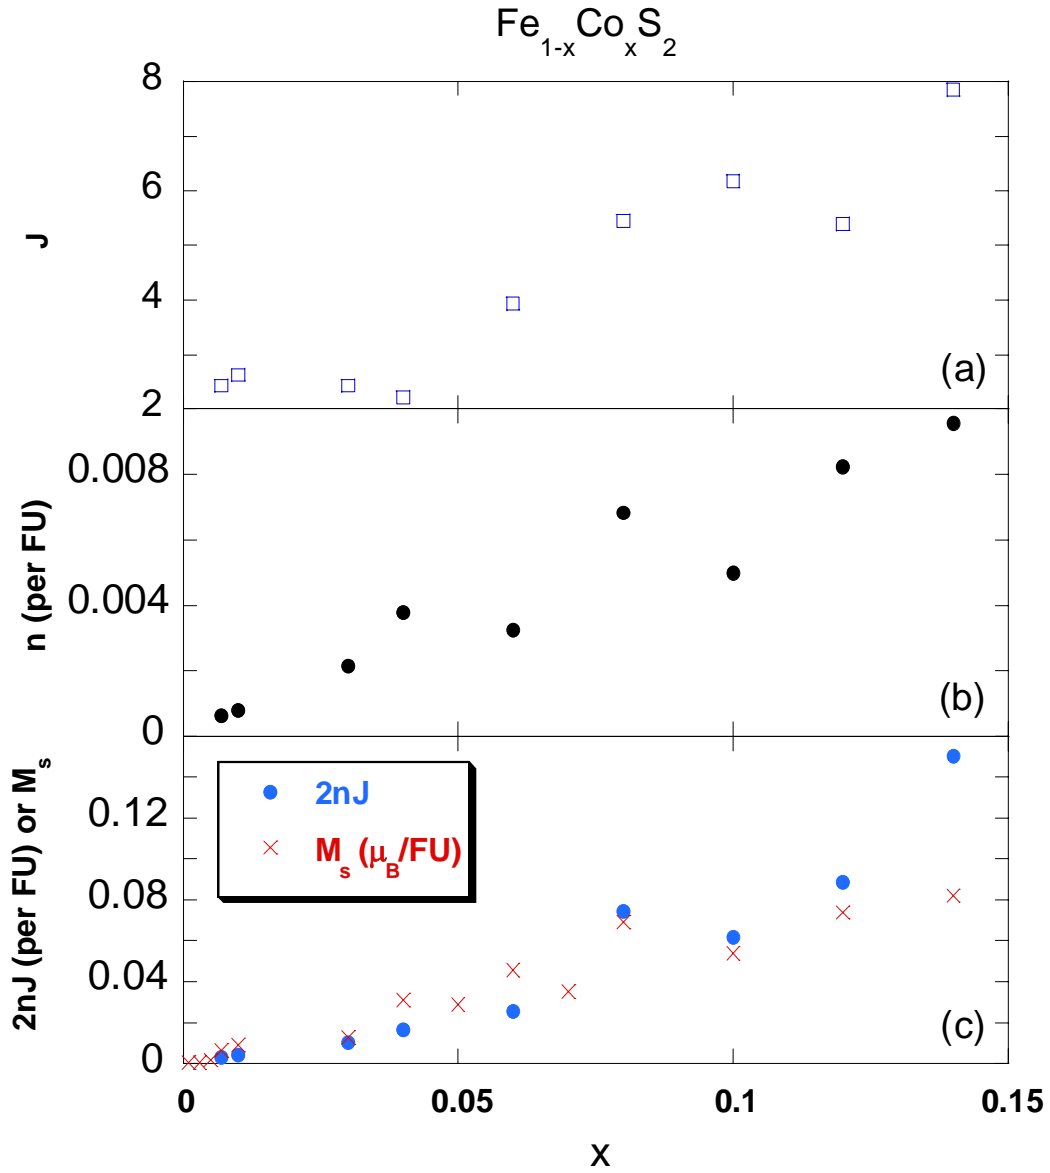 Fe1-xCoxS2
8
6
4
2
J
(a)
0.008
0.004
0
n (per FU)
(b)
0.12
0.08
0.04
0
2nJ (per FU) or Ms
2nJ
Ms (μB/FU)
(c)
0 0.05 0.1 0.15
x